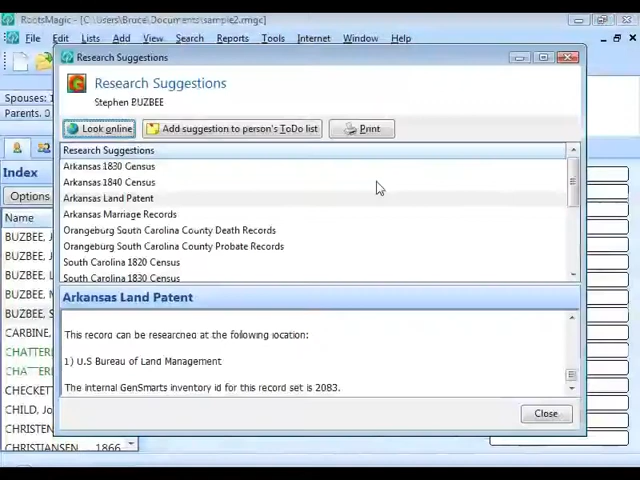 RootsMagic - [C:\Users\Bruce\Documents\sample2.rmgc]
File Edit Lists Add View Search Reports Tools Internet Window Help
Research Suggestions
Research Suggestions
Stephen BUZBEE
Spouses:
Parents. 0
Look online Add suggestion to person's ToDo list Print
Research Suggestions
Arkansas 1830 Census
Arkansas 1840 Census
Arkansas Land Patent
Arkansas Marriage Records
Orangeburg South Carolina County Death Records
Orangeburg South Carolina County Probate Records
South Carolina 1820 Census
South Carolina 1830 Census
Index
Options
Name
BUZBEE,
BUZBEE,
BUZBEE,
BUZBEE,
BUZBEE,
CARBINE,
CHATTER
CHATTER
CHECKETT
CHILD, Jo
CHRISTEN
CHRISTIANSEN 1866
Arkansas Land Patent
This record can be researched at the following location:
1) U.S Bureau of Land Management
The internal GenSmarts inventory id for this record set is 2083.
Close